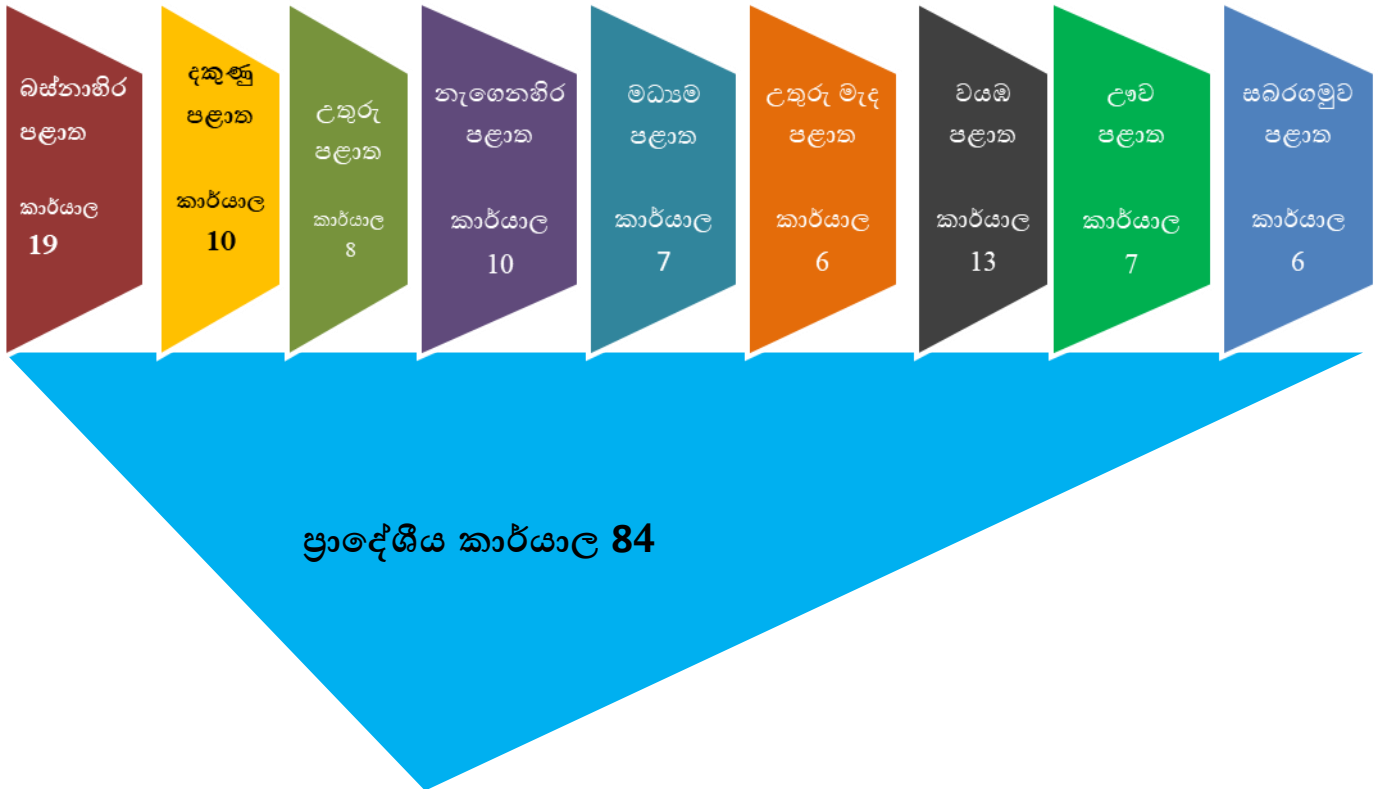 බස්නාහිර
පළාත
කාර්යාල
19
දකුණු
පළාත
කාර්යාල
10
උතුරු
පළාත
කාර්යාල
8
නැගෙනහිර
පළාත
කාර්යාල
10
මධ්‍යම
පළාත
කාර්යාල
7
උතුරු මැද
පළාත
කාර්යාල
6
වයඹ
පළාත
කාර්යාල
13
ඌව
පළාත
කාර්යාල
7
සබරගමුව
පළාත
කාර්යාල
6
ප්‍රාදේශීය කාර්යාල 84